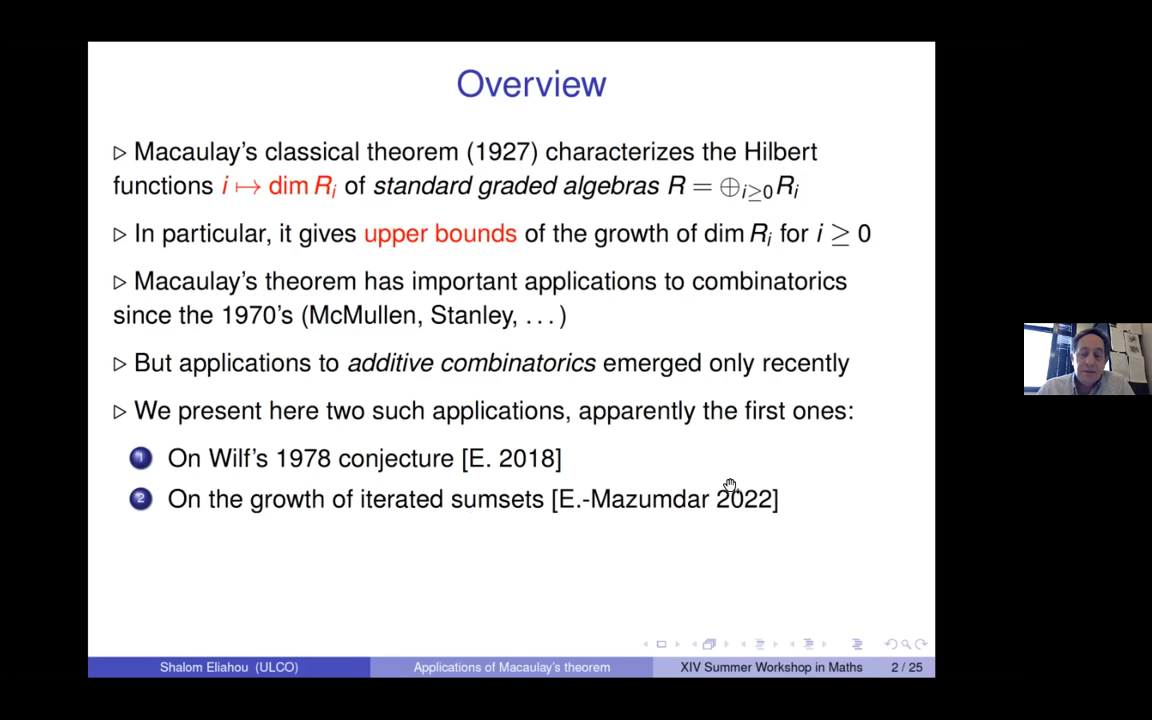 Overview
▷ Macaulay's classical theorem (1927) characterizes the Hilbert
functions i ↦ dim Rᵢ of standard graded algebras R = ⊕ᵢ≥₀Rᵢ
▷ In particular, it gives upper bounds of the growth of dim Rᵢ for i ≥ 0
▷ Macaulay's theorem has important applications to combinatorics
since the 1970's (McMullen, Stanley, ...)
▷ But applications to additive combinatorics emerged only recently
▷ We present here two such applications, apparently the first ones:
1 On Wilf's 1978 conjecture [E. 2018]
2 On the growth of iterated sumsets [E.-Mazumdar 2022]
Shalom Eliahou (ULCO) Applications of Macaulay's theorem XIV Summer Workshop in Maths 2 / 25